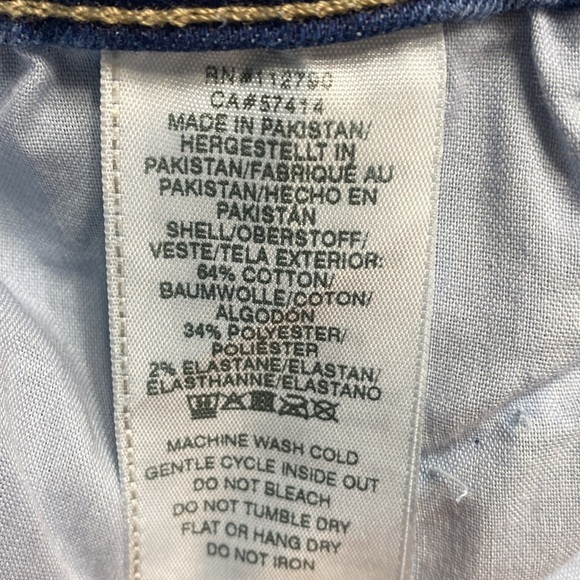 RN#112790
CA#57414
MADE IN PAKISTAN/
HERGESTELLT IN
PAKISTAN/FABRIQUÉ AU
PAKISTAN/HECHO EN
PAKISTÁN
SHELL/OBERSTOFF/
VESTE/TELA EXTERIOR:
64% COTTON/
BAUMWOLLE/COTON/
ALGODON
34% POLYESTER/
POLIESTER
2% ELASTANE/ELASTAN/
ÉLASTHANNE/ELASTANO
MACHINE WASH COLD
GENTLE CYCLE INSIDE OUT
DO NOT BLEACH
DO NOT TUMBLE DRY
FLAT OR HANG DRY
DO NOT IRON